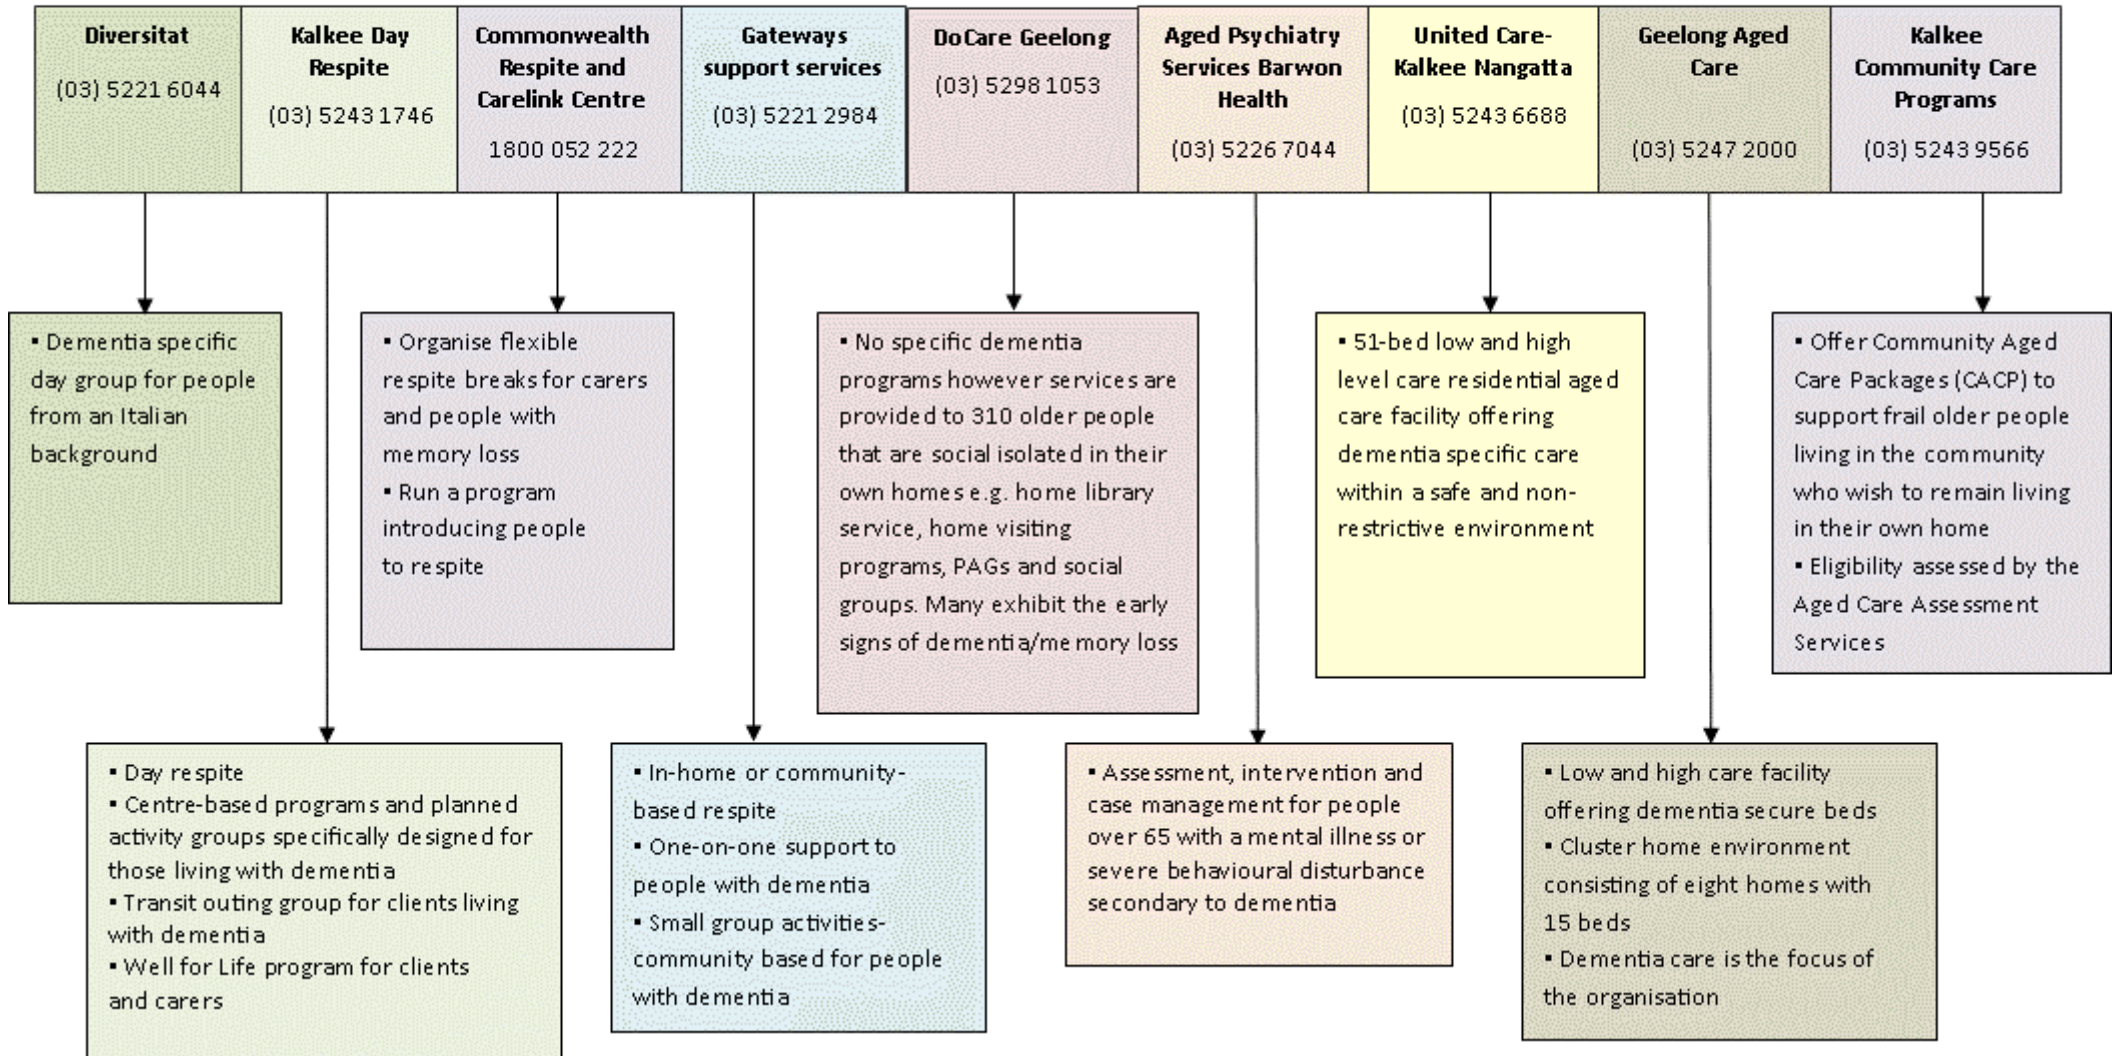 Diversitat
(03) 5221 6044
Kalkee Day
Respite
(03) 5243 1746
Commonwealth
Respite and
Carelink Centre
1800 052 222
Gateways
support services
(03) 5221 2984
DoCare Geelong
(03) 5298 1053
Aged Psychiatry
Services Barwon
Health
(03) 5226 7044
United Care-
Kalkee Nangatta
(03) 5243 6688
Geelong Aged
Care
(03) 5247 2000
Kalkee
Community Care
Programs
(03) 5243 9566
▪ Dementia specific
day group for people
from an Italian
background
▪ Organise flexible
respite breaks for carers
and people with
memory loss
▪ Run a program
introducing people
to respite
▪ No specific dementia
programs however services are
provided to 310 older people
that are social isolated in their
own homes e.g. home library
service, home visiting
programs, PAGs and social
groups. Many exhibit the early
signs of dementia/memory loss
▪ 51-bed low and high
level care residential aged
care facility offering
dementia specific care
within a safe and non-
restrictive environment
▪ Offer Community Aged
Care Packages (CACP) to
support frail older people
living in the community
who wish to remain living
in their own home
▪ Eligibility assessed by the
Aged Care Assessment
Services
▪ Day respite
▪ Centre-based programs and planned
activity groups specifically designed for
those living with dementia
▪ Transit outing group for clients living
with dementia
▪ Well for Life program for clients
and carers
▪ In-home or community-
based respite
▪ One-on-one support to
people with dementia
▪ Small group activities-
community based for people
with dementia
▪ Assessment, intervention and
case management for people
over 65 with a mental illness or
severe behavioural disturbance
secondary to dementia
▪ Low and high care facility
offering dementia secure beds
▪ Cluster home environment
consisting of eight homes with
15 beds
▪ Dementia care is the focus of
the organisation